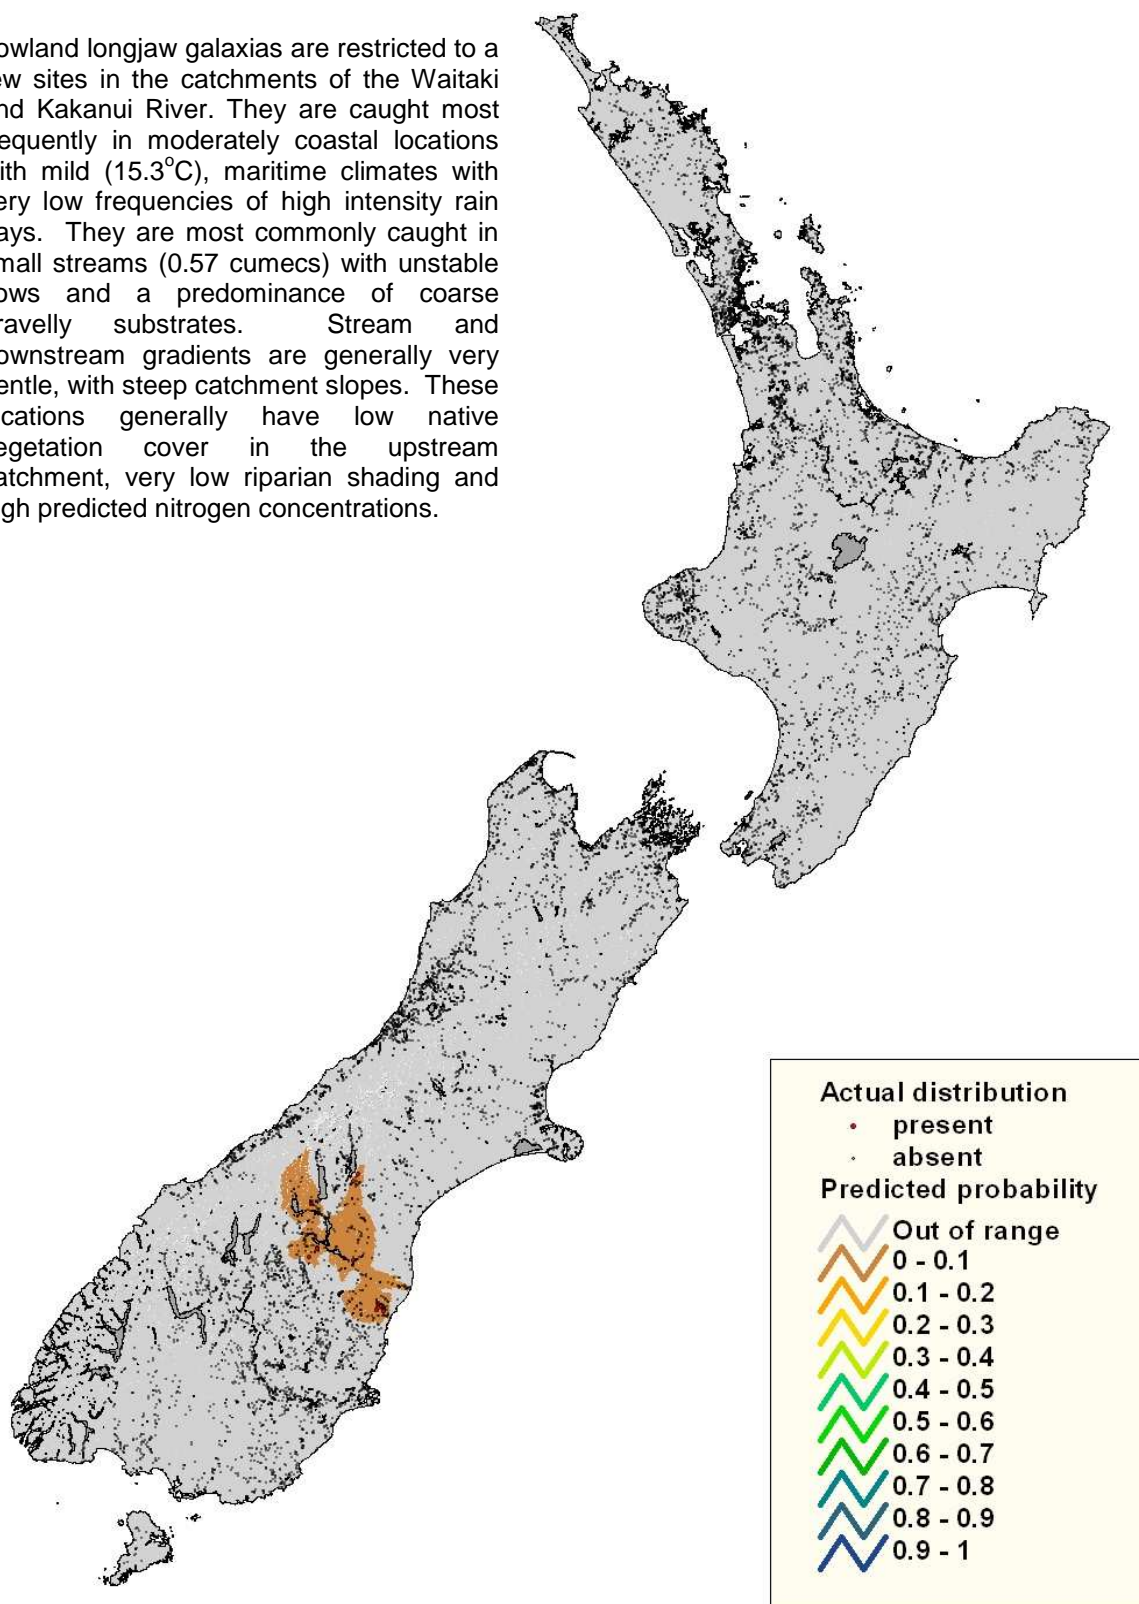 owland longjaw galaxias are restricted to a
ew sites in the catchments of the Waitaki
nd Kakanui River. They are caught most
equently in moderately coastal locations
ith mild (15.3°C), maritime climates with
ery low frequencies of high intensity rain
ays. They are most commonly caught in
mall streams (0.57 cumecs) with unstable
ows and a predominance of coarse
ravelly substrates. Stream and
ownstream gradients are generally very
entle, with steep catchment slopes. These
cations generally have low native
egetation cover in the upstream
atchment, very low riparian shading and
igh predicted nitrogen concentrations.
Actual distribution
present
absent
Predicted probability
Out of range
0 - 0.1
0.1 - 0.2
0.2 - 0.3
0.3 - 0.4
0.4 - 0.5
0.5 - 0.6
0.6 - 0.7
0.7 - 0.8
0.8 - 0.9
0.9 - 1